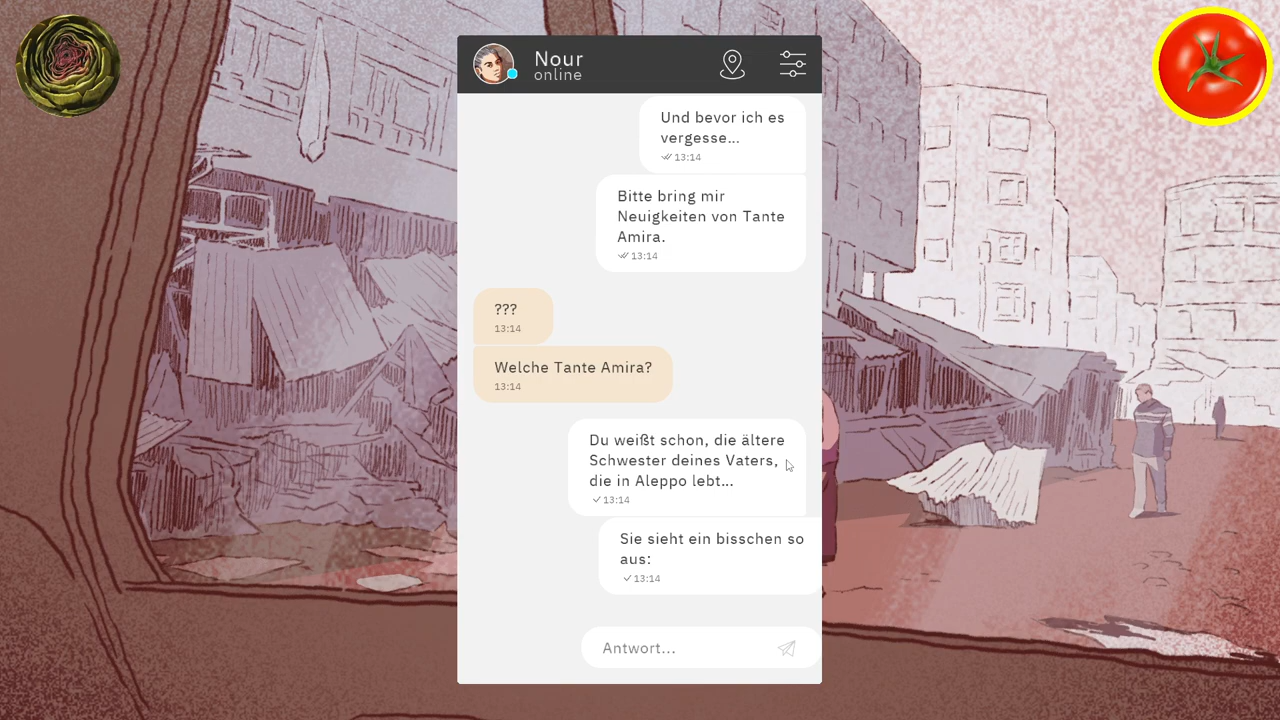 Nour
online
Und bevor ich es
vergesse...
13:14
Bitte bring mir
Neuigkeiten von Tante
Amira.
13:14
???
13:14
Welche Tante Amira?
13:14
Du weißt schon, die ältere
Schwester deines Vaters,
die in Aleppo lebt...
13:14
Sie sieht ein bisschen so
aus:
13:14
Antwort...